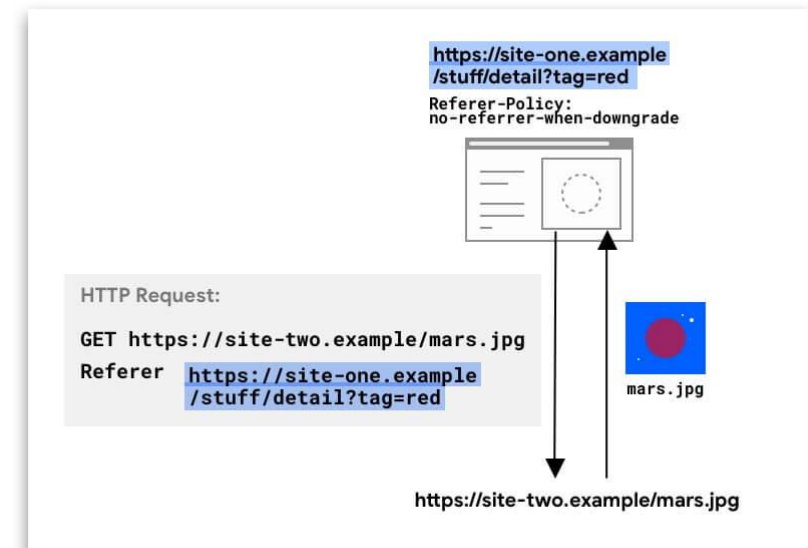 https://site-one.example
/stuff/detail?tag=red
Referer-Policy:
no-referrer-when-downgrade
HTTP Request:
GET https://site-two.example/mars.jpg
Referer https://site-one.example
/stuff/detail?tag=red
mars.jpg
https://site-two.example/mars.jpg